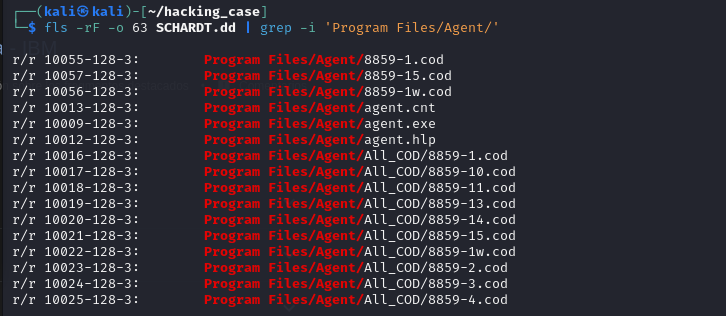 ┌──(kali㉿kali)-[~/hacking_case]
└─$ fls -rF -o 63 SCHARDT.dd | grep -i 'Program Files/Agent/'
r/r 10055-128-3:        Program Files/Agent/8859-1.cod
r/r 10057-128-3:        Program Files/Agent/8859-15.cod
r/r 10056-128-3:        Program Files/Agent/8859-1w.cod
r/r 10013-128-3:        Program Files/Agent/agent.cnt
r/r 10009-128-3:        Program Files/Agent/agent.exe
r/r 10012-128-3:        Program Files/Agent/agent.hlp
r/r 10016-128-3:        Program Files/Agent/All_COD/8859-1.cod
r/r 10017-128-3:        Program Files/Agent/All_COD/8859-10.cod
r/r 10018-128-3:        Program Files/Agent/All_COD/8859-11.cod
r/r 10019-128-3:        Program Files/Agent/All_COD/8859-13.cod
r/r 10020-128-3:        Program Files/Agent/All_COD/8859-14.cod
r/r 10021-128-3:        Program Files/Agent/All_COD/8859-15.cod
r/r 10022-128-3:        Program Files/Agent/All_COD/8859-1w.cod
r/r 10023-128-3:        Program Files/Agent/All_COD/8859-2.cod
r/r 10024-128-3:        Program Files/Agent/All_COD/8859-3.cod
r/r 10025-128-3:        Program Files/Agent/All_COD/8859-4.cod